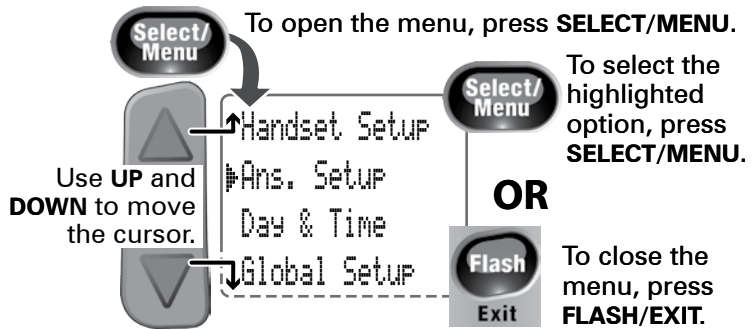 Select/
Menu
To open the menu, press SELECT/MENU.
Handset Setup
Ans. Setup
Day & Time
Global Setup
Use UP and
DOWN to move
the cursor.
Select/
Menu
To select the
highlighted
option, press
SELECT/MENU.
OR
Flash
Exit
To close the
menu, press
FLASH/EXIT.